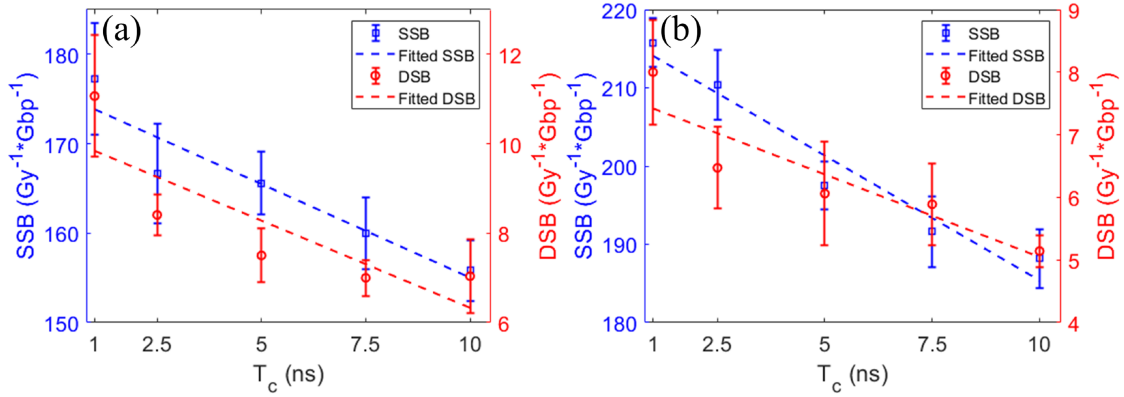 (a)
SSB (Gy⁻¹*Gbp⁻¹)
180
170
160
150
SSB
Fitted SSB
DSB
Fitted DSB
12
10
8
6
DSB (Gy⁻¹*Gbp⁻¹)
1 2.5 5 7.5 10
T_c (ns)
(b)
SSB (Gy⁻¹*Gbp⁻¹)
220
210
200
190
180
SSB
Fitted SSB
DSB
Fitted DSB
9
8
7
6
5
4
DSB (Gy⁻¹*Gbp⁻¹)
1 2.5 5 7.5 10
T_c (ns)